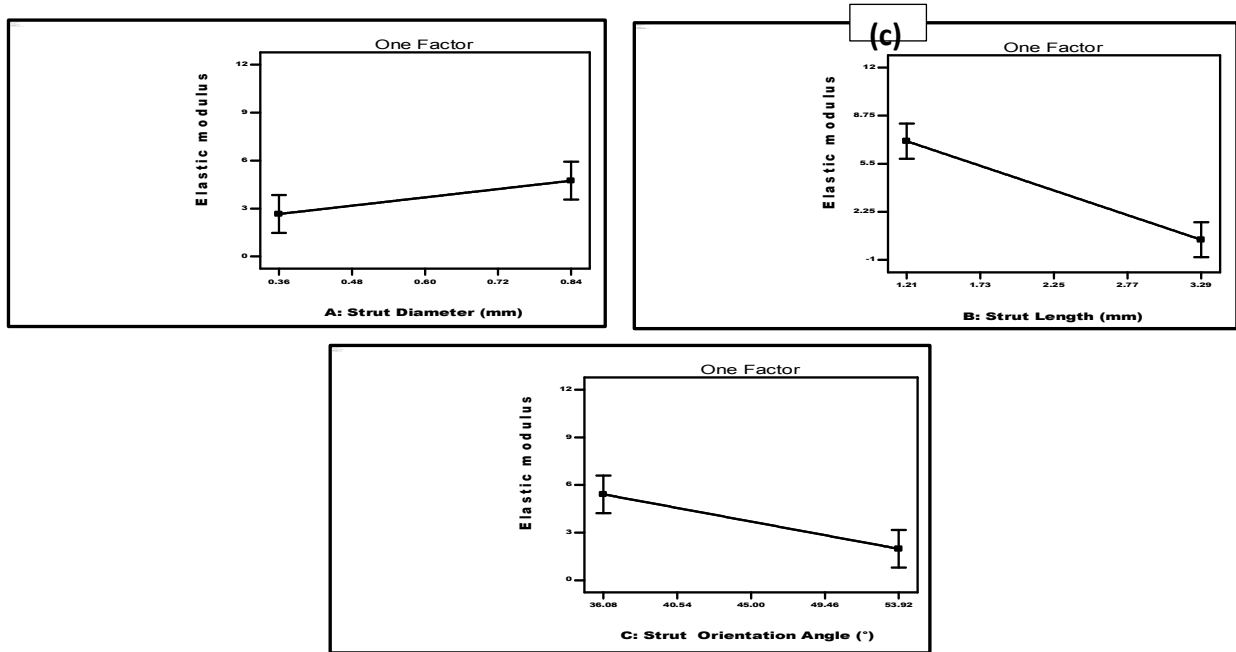 One Factor
Elastic modulus
12
9
6
3
0
0.36 0.48 0.60 0.72 0.84
A: Strut Diameter (mm)
(c)
One Factor
Elastic modulus
12
8.75
5.5
2.25
-1
1.21 1.73 2.25 2.77 3.29
B: Strut Length (mm)
One Factor
Elastic modulus
12
9
6
3
0
36.08 40.54 45.00 49.46 53.92
C: Strut Orientation Angle (°)